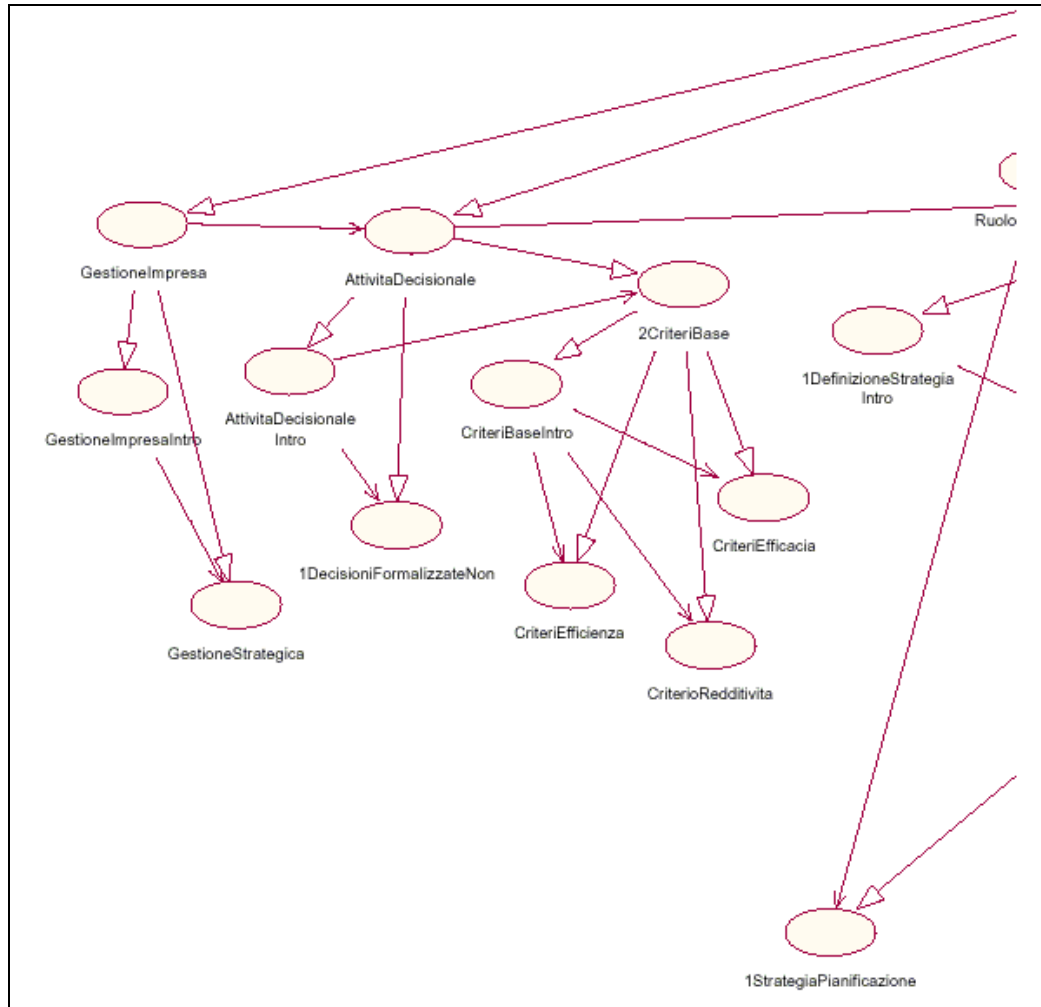 Ruolo
GestioneImpresa
AttivitaDecisionale
2CriteriBase
1DefinizioneStrategia
Intro
AttivitaDecisionale
Intro
CriteriBaseIntro
GestioneImpresaIntro
CriteriEfficacia
1DecisioniFormalizzateNon
CriteriEfficienza
GestioneStrategica
CriterioRedditivita
1StrategiaPianificazione